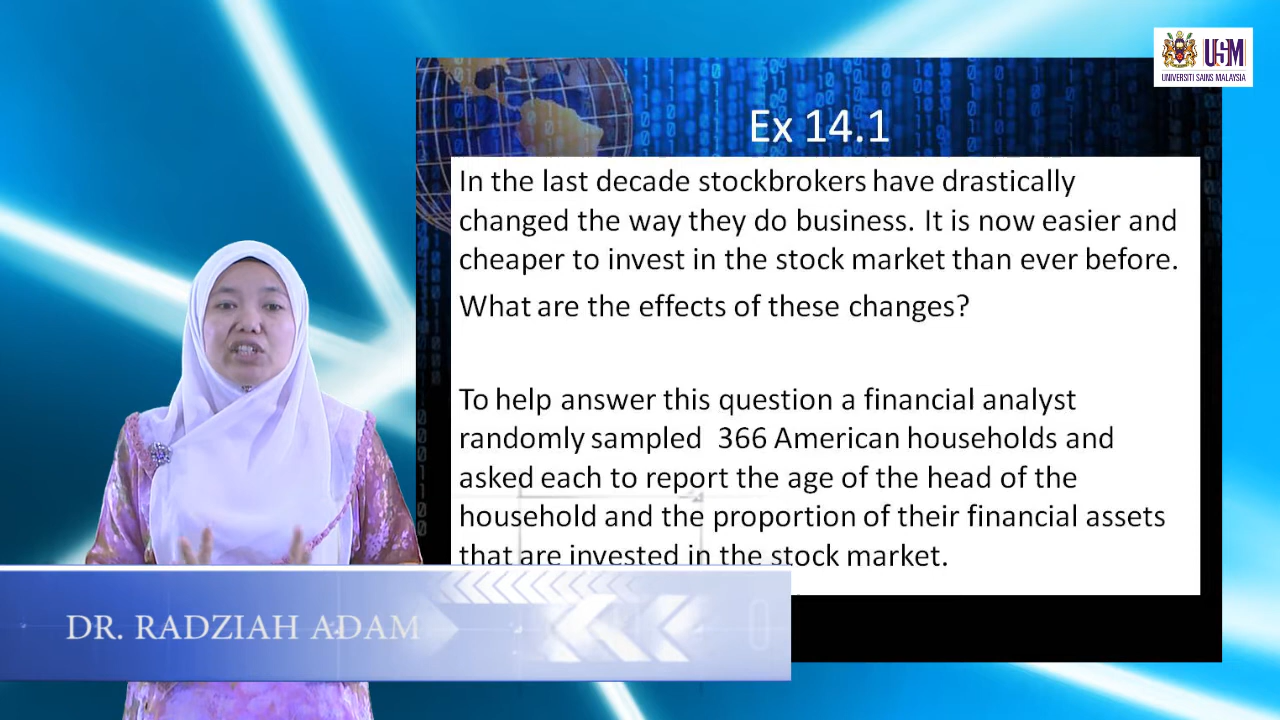 USM
UNIVERSITI SAINS MALAYSIA
Ex 14.1
In the last decade stockbrokers have drastically
changed the way they do business. It is now easier and
cheaper to invest in the stock market than ever before.
What are the effects of these changes?
To help answer this question a financial analyst
randomly sampled 366 American households and
asked each to report the age of the head of the
household and the proportion of their financial assets
that are invested in the stock market.
DR. RADZIAH ADAM